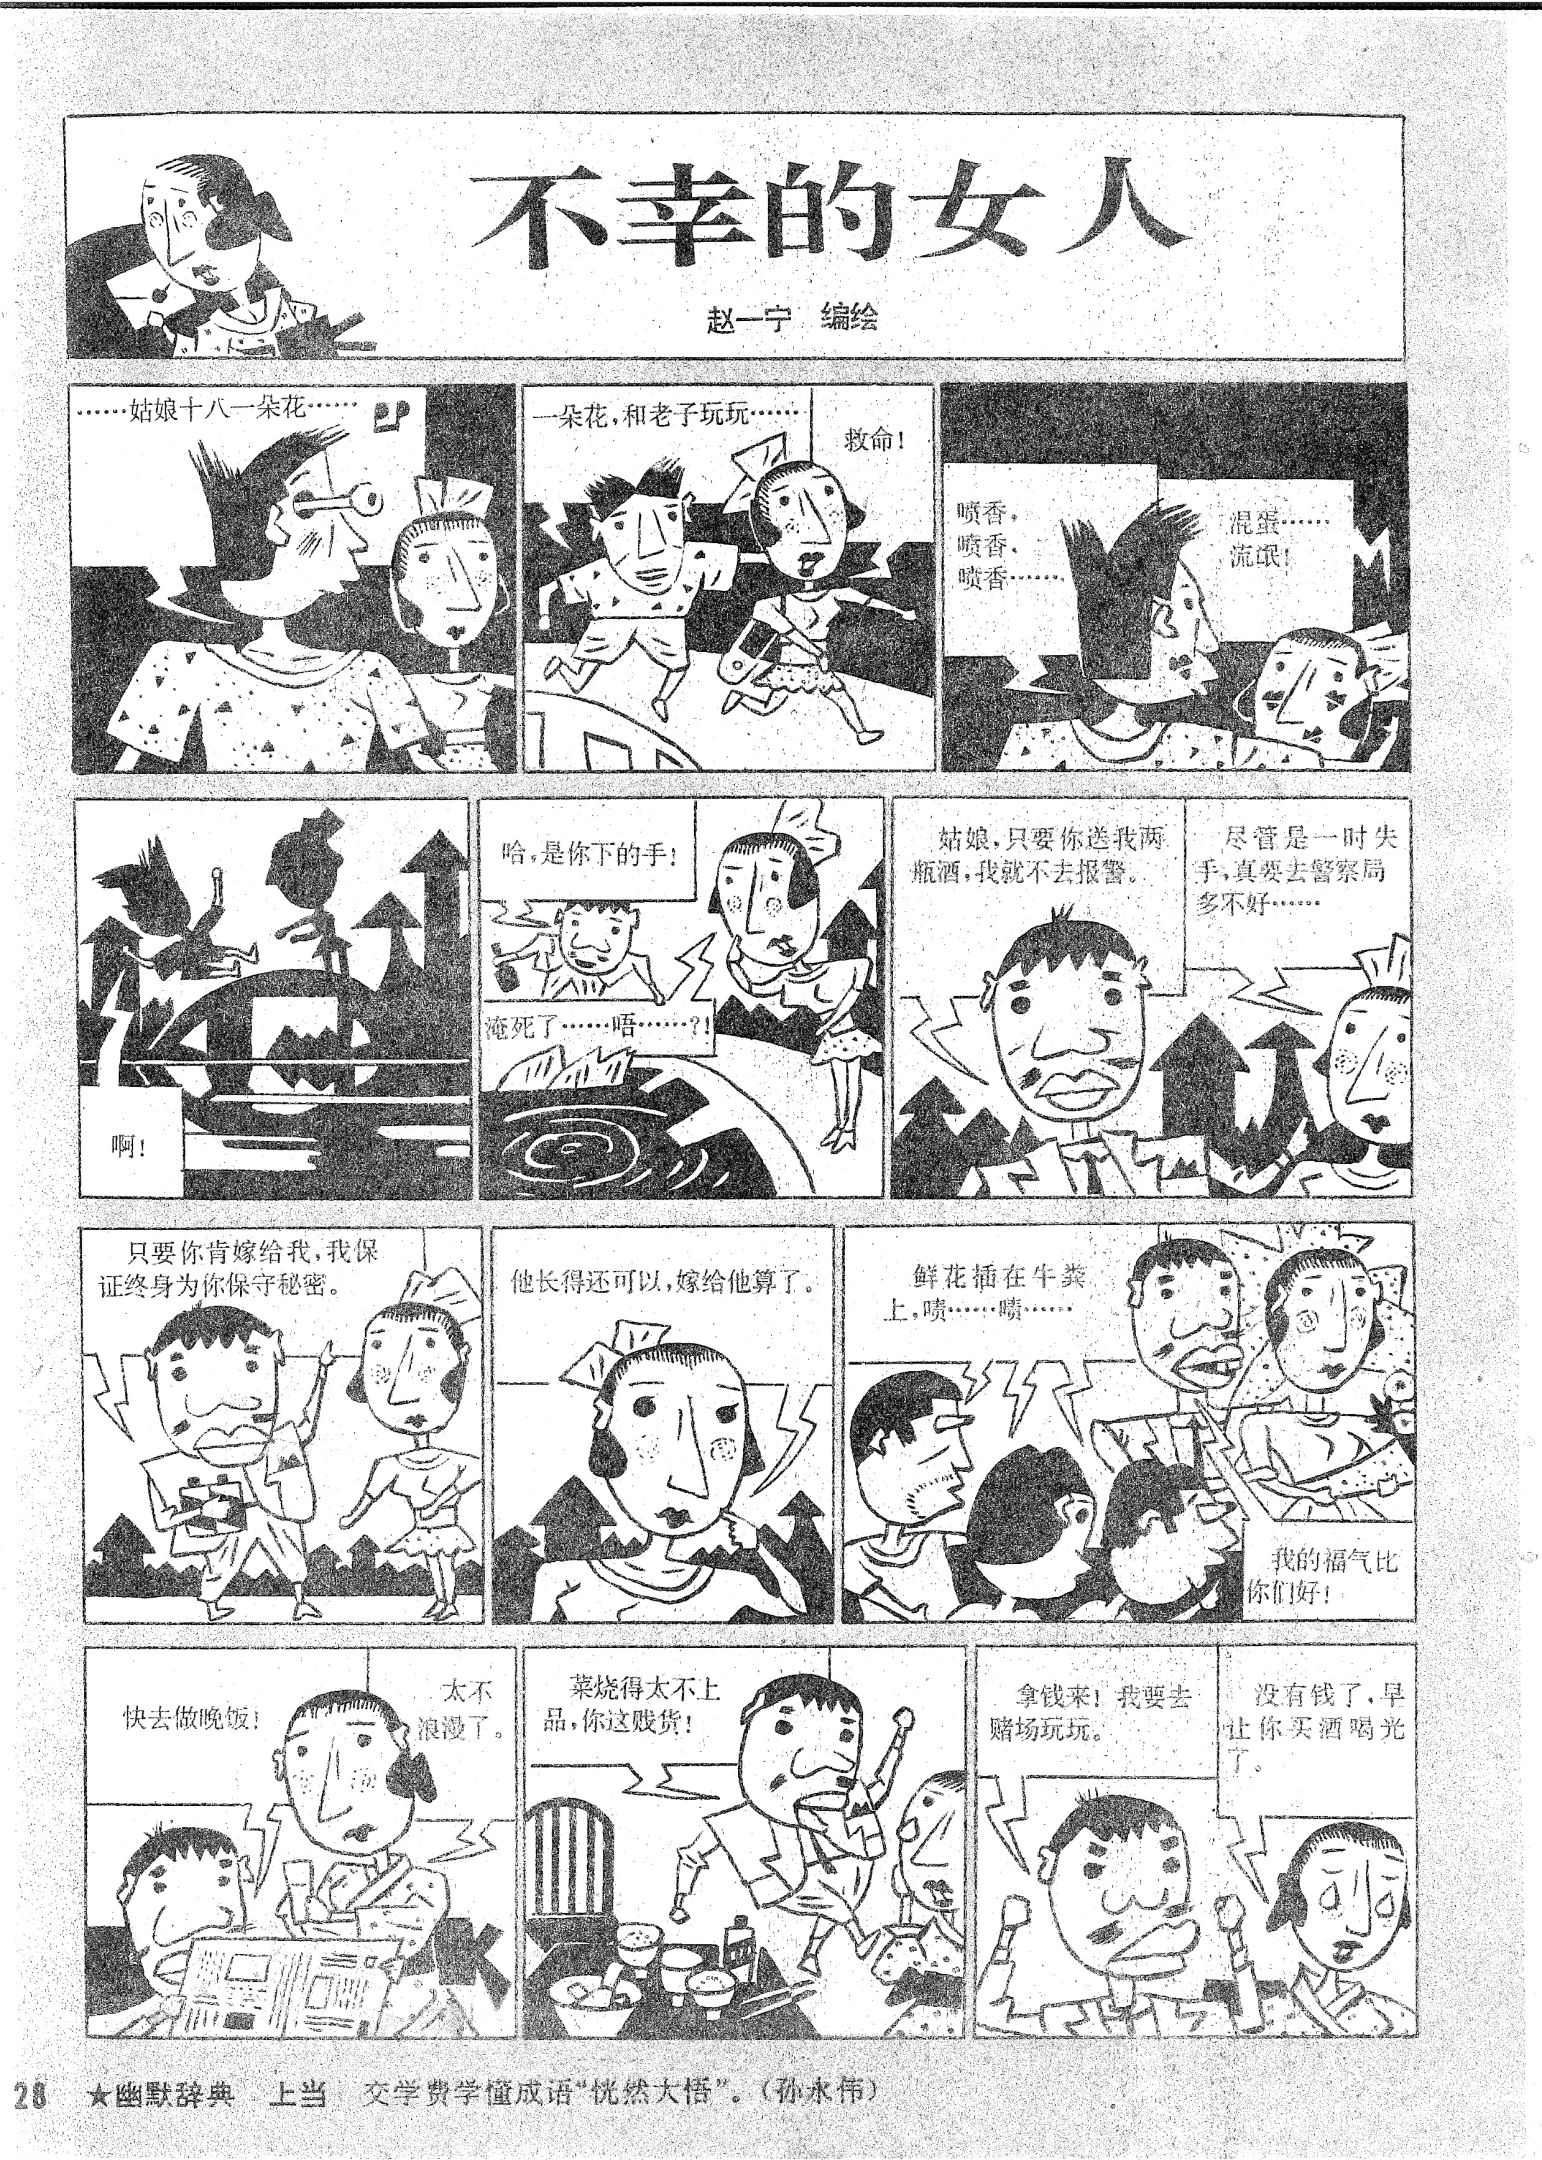 不幸的女人
赵一宁 编绘
……姑娘十八一朵花……
一朵花，和老子玩玩……
救命！
喷香，
喷香，
喷香……
混蛋……
流氓！
啊！
哈，是你下的手！
淹死了……唔……？！
姑娘，只要你送我两
瓶酒，我就不去报警。
尽管是一时失
手，真要去警察局
多不好……
只要你肯嫁给我，我保
证终身为你保守秘密。
他长得还可以，嫁给他算了。
鲜花插在牛粪
上，啧……啧……
我的福气比
你们好！
快去做晚饭！
太不
浪漫了。
菜烧得太不上
品，你这贱货！
拿钱来！我要去
赌场玩玩。
没有钱了，早
让你买酒喝光
了。
28 ★幽默辞典 上当 交学费学懂成语“恍然大悟”。（孙永伟）